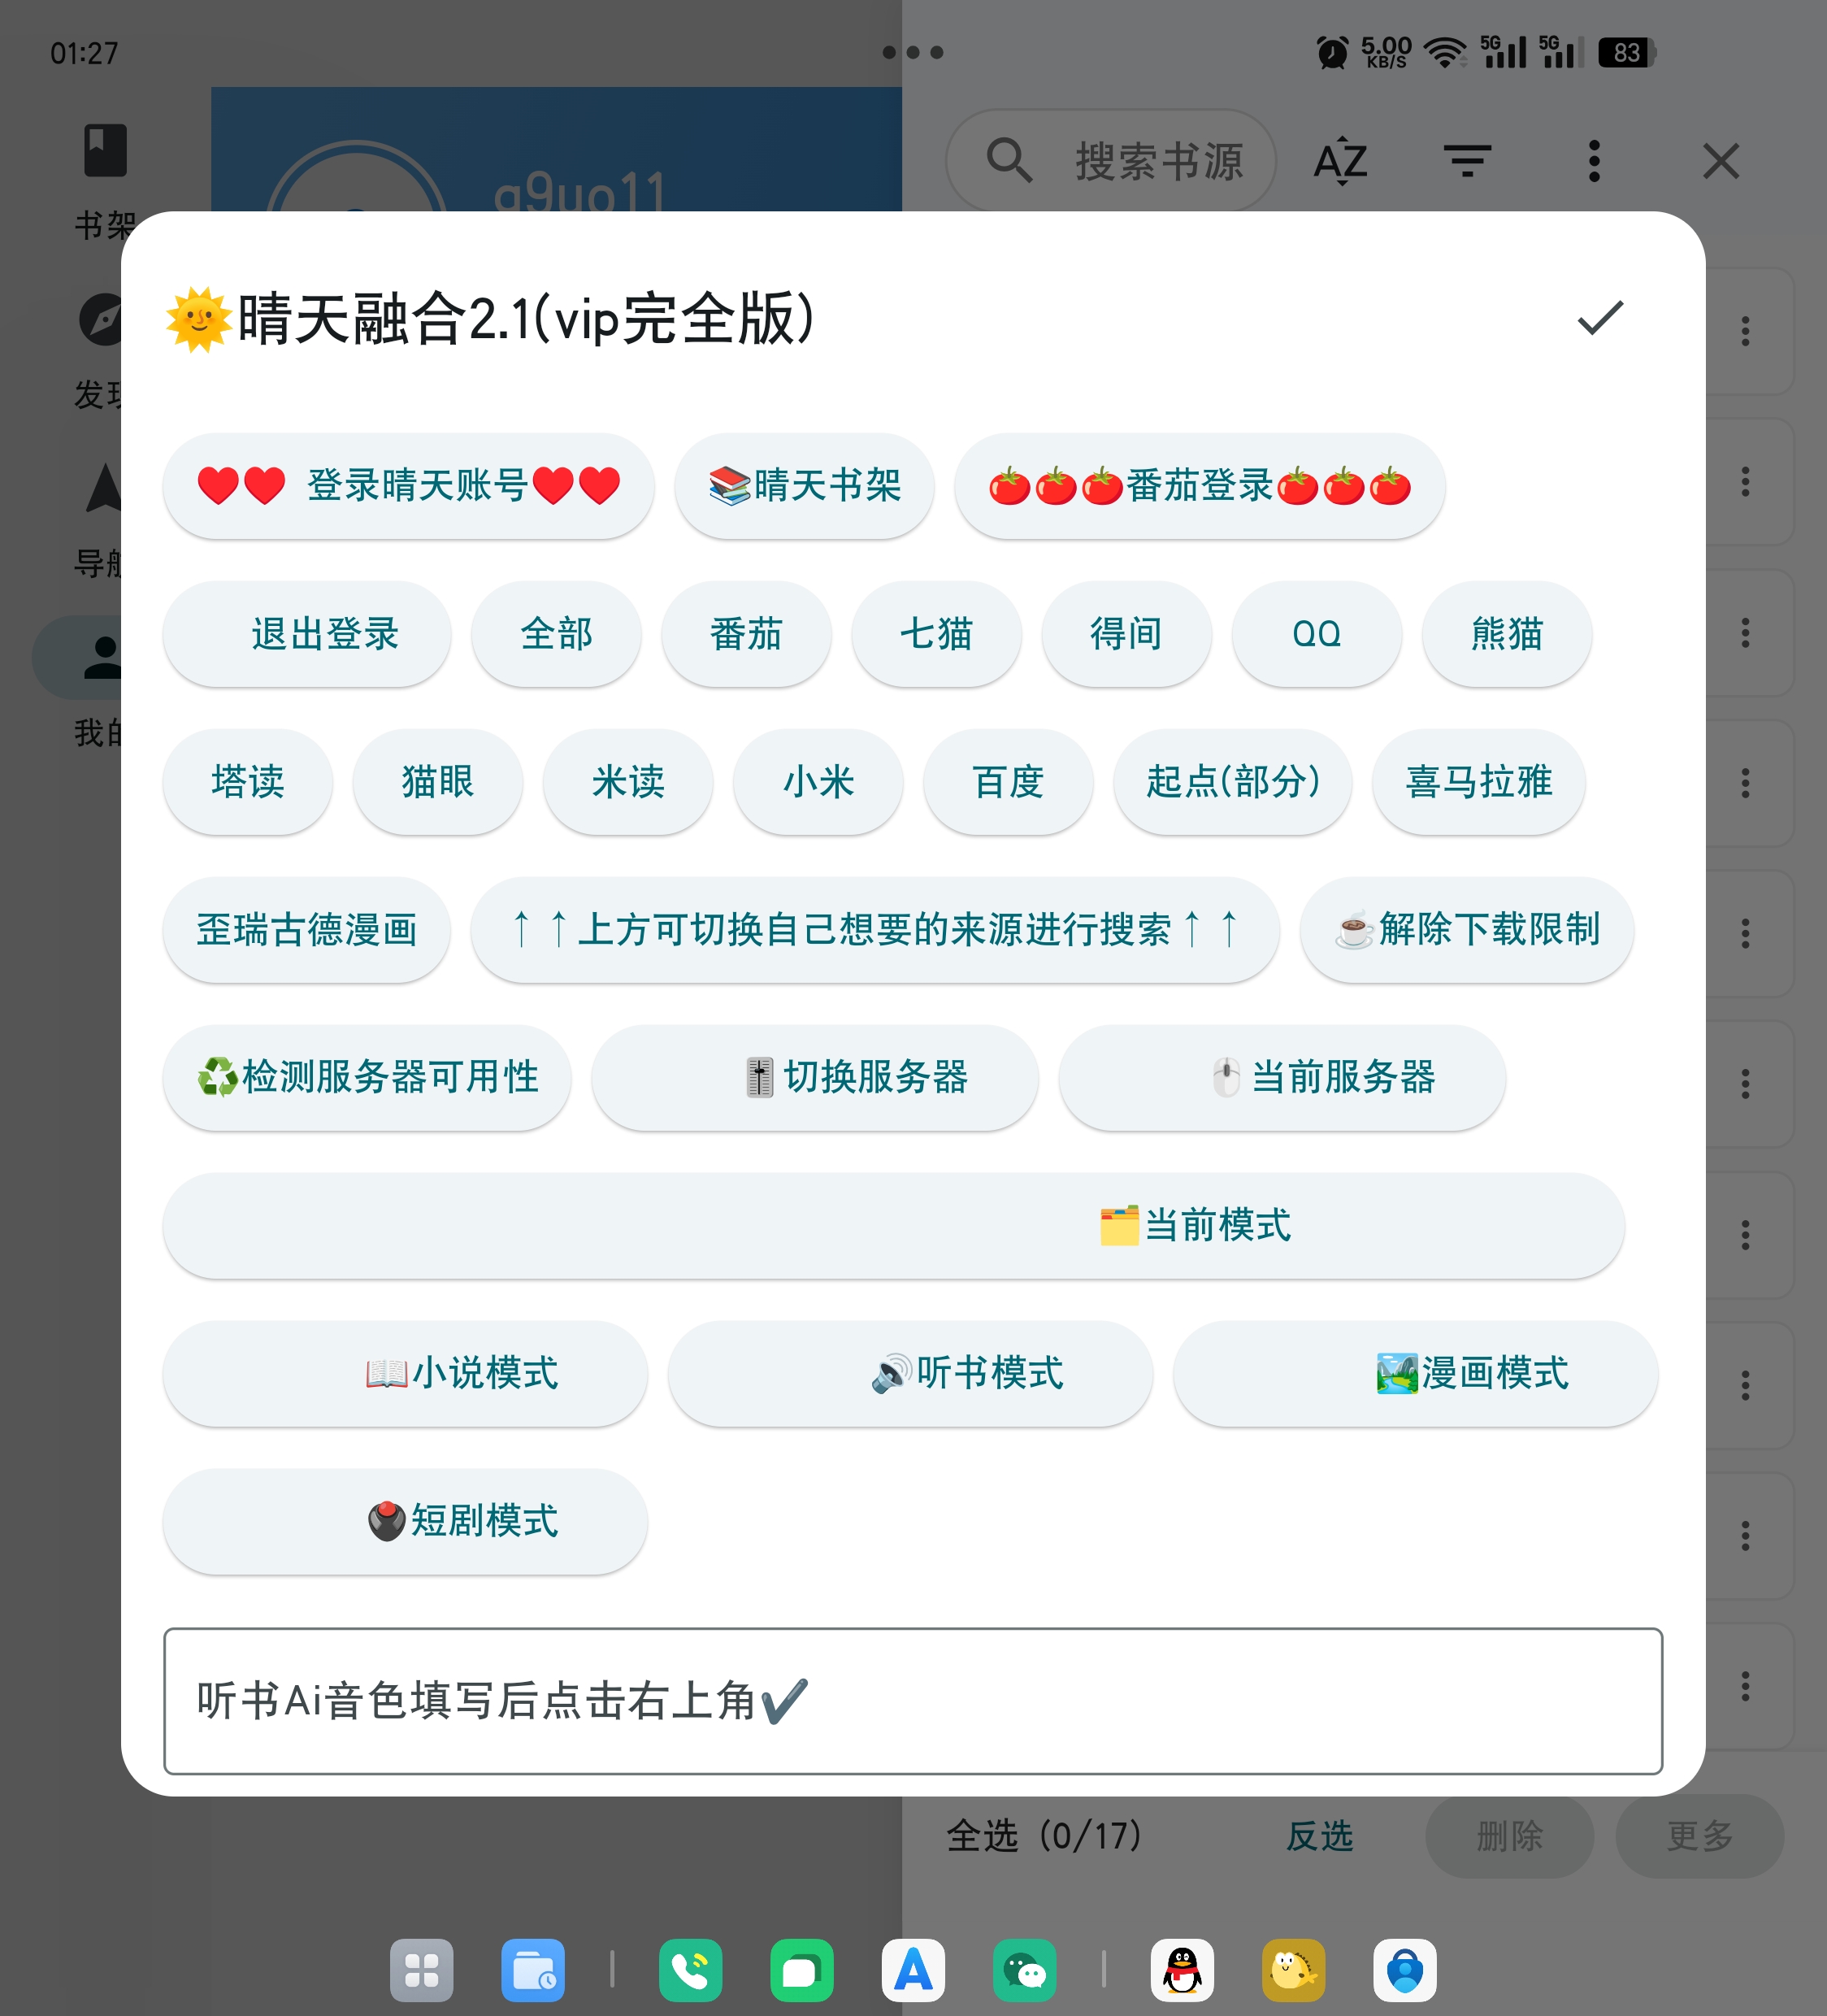 01:27
5.00
KB/S
5G
5G
83
书架
g9uo11
搜索书源
AZ
导航
我的
🌞晴天融合2.1(vip完全版)
❤️❤️ 登录晴天账号❤️❤️
📚晴天书架
🍅🍅🍅番茄登录🍅🍅🍅
退出登录
全部
番茄
七猫
得间
QQ
熊猫
塔读
猫眼
米读
小米
百度
起点(部分)
喜马拉雅
歪瑞古德漫画
↑↑上方可切换自己想要的来源进行搜索↑↑
☕解除下载限制
♻️检测服务器可用性
🎚️切换服务器
🖱️当前服务器
🗂️当前模式
📖小说模式
🔊听书模式
🏞️漫画模式
🖲️短剧模式
听书Ai音色填写后点击右上角✔️
全选（0/17）
反选
删除
更多